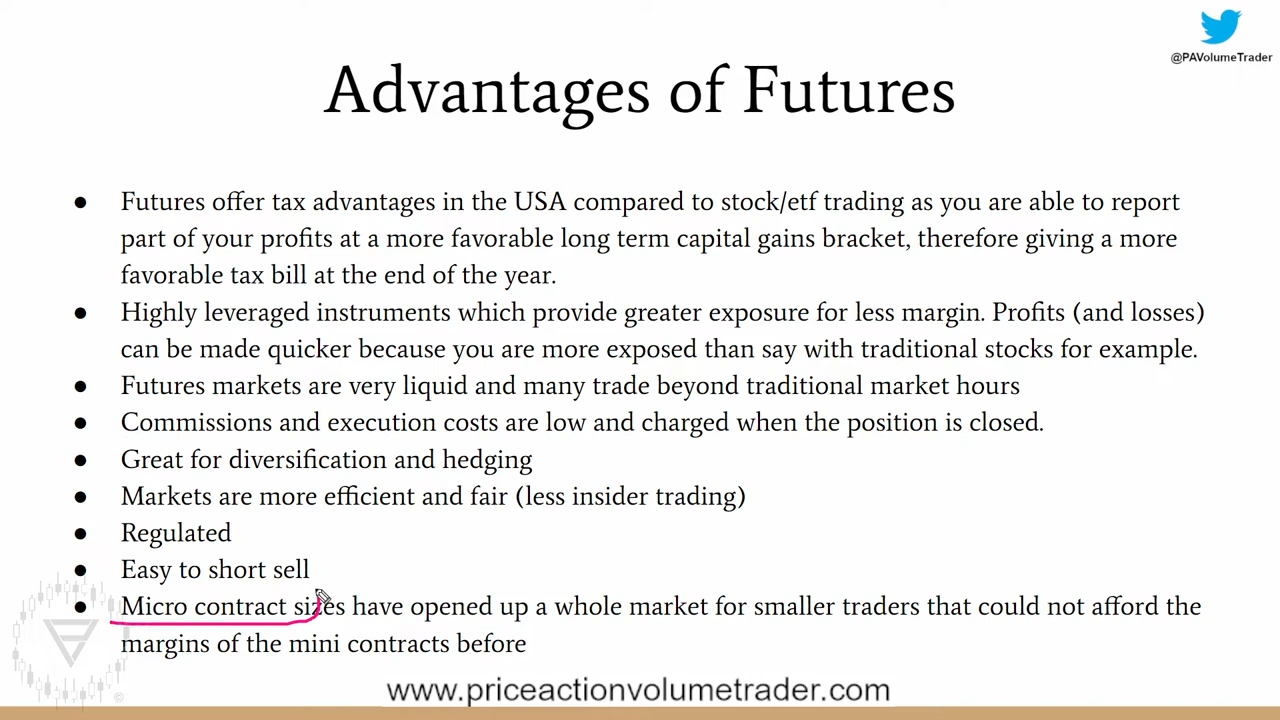 @PAVolumeTrader
Advantages of Futures
● Futures offer tax advantages in the USA compared to stock/etf trading as you are able to report
part of your profits at a more favorable long term capital gains bracket, therefore giving a more
favorable tax bill at the end of the year.
● Highly leveraged instruments which provide greater exposure for less margin. Profits (and losses)
can be made quicker because you are more exposed than say with traditional stocks for example.
● Futures markets are very liquid and many trade beyond traditional market hours
● Commissions and execution costs are low and charged when the position is closed.
● Great for diversification and hedging
● Markets are more efficient and fair (less insider trading)
● Regulated
● Easy to short sell
● Micro contract sizes have opened up a whole market for smaller traders that could not afford the
margins of the mini contracts before
©
www.priceactionvolumetrader.com